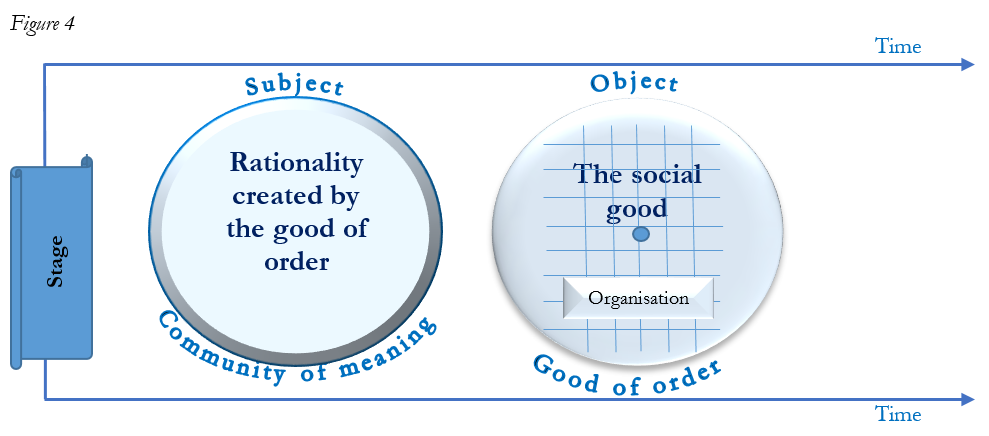 Figure 4
Time
Subject
Object
Stage
Rationality
created by
the good of
order
The social
good
Organisation
Community of meaning
Good of order
Time